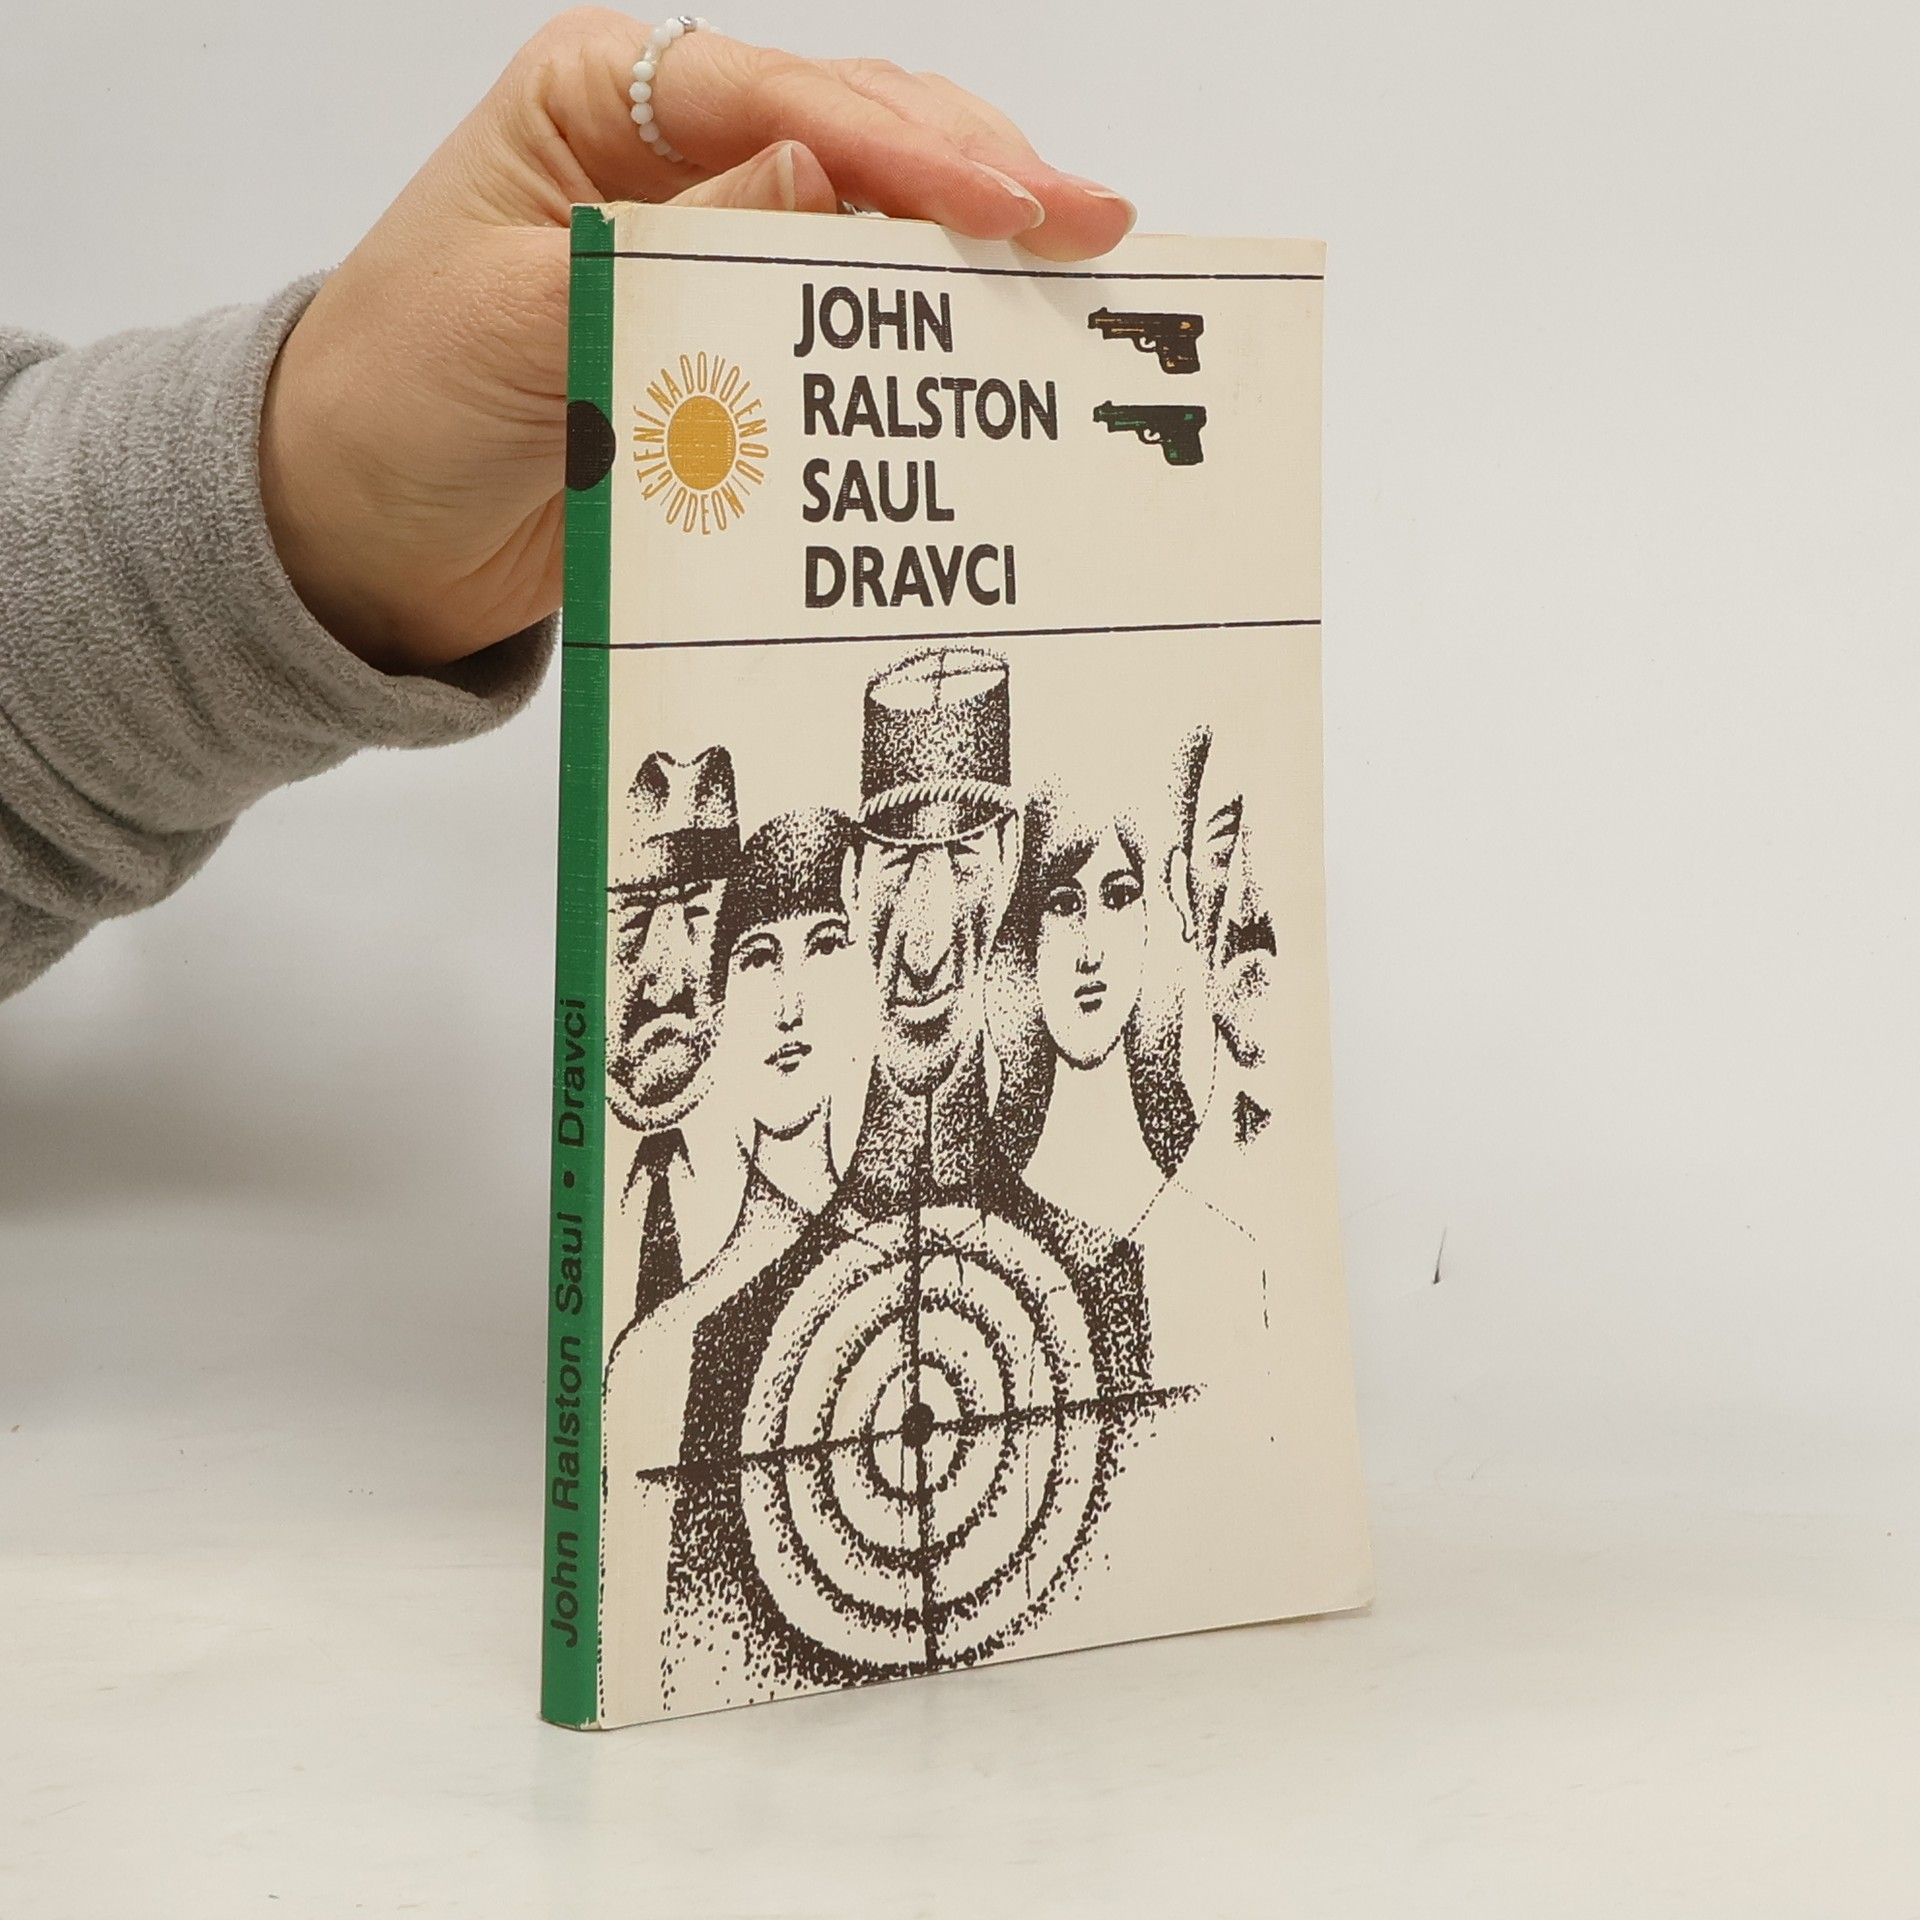 JOHN
RALSTON
SAUL
DRAVCI
ČTENÍ NA DOVOLENOU
ODEON
John Ralston Saul • Dravci